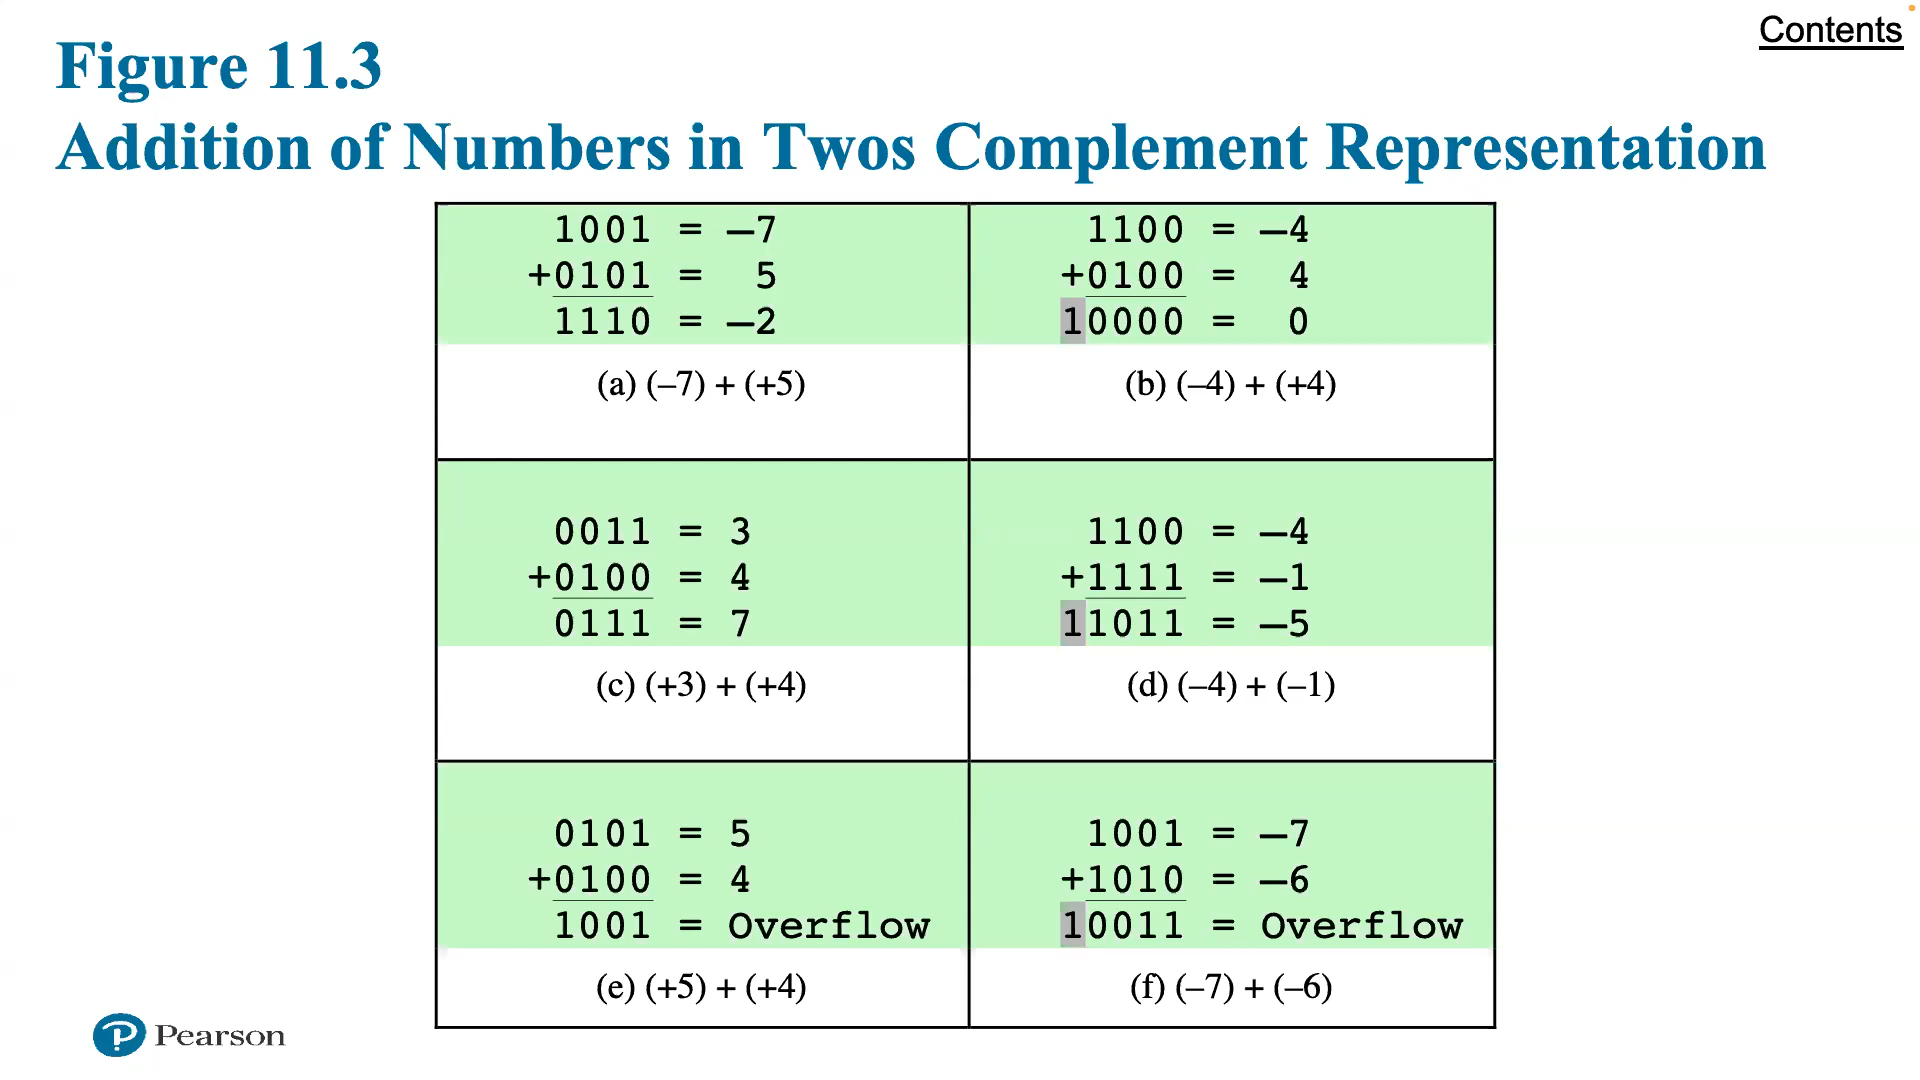 Contents
Figure 11.3
Addition of Numbers in Twos Complement Representation
1001 = –7
+0101 = 5
1110 = –2
(a) (–7) + (+5)
1100 = –4
+0100 = 4
10000 = 0
(b) (–4) + (+4)
0011 = 3
+0100 = 4
0111 = 7
(c) (+3) + (+4)
1100 = –4
+1111 = –1
11011 = –5
(d) (–4) + (–1)
0101 = 5
+0100 = 4
1001 = Overflow
(e) (+5) + (+4)
1001 = –7
+1010 = –6
10011 = Overflow
(f) (–7) + (–6)
P Pearson